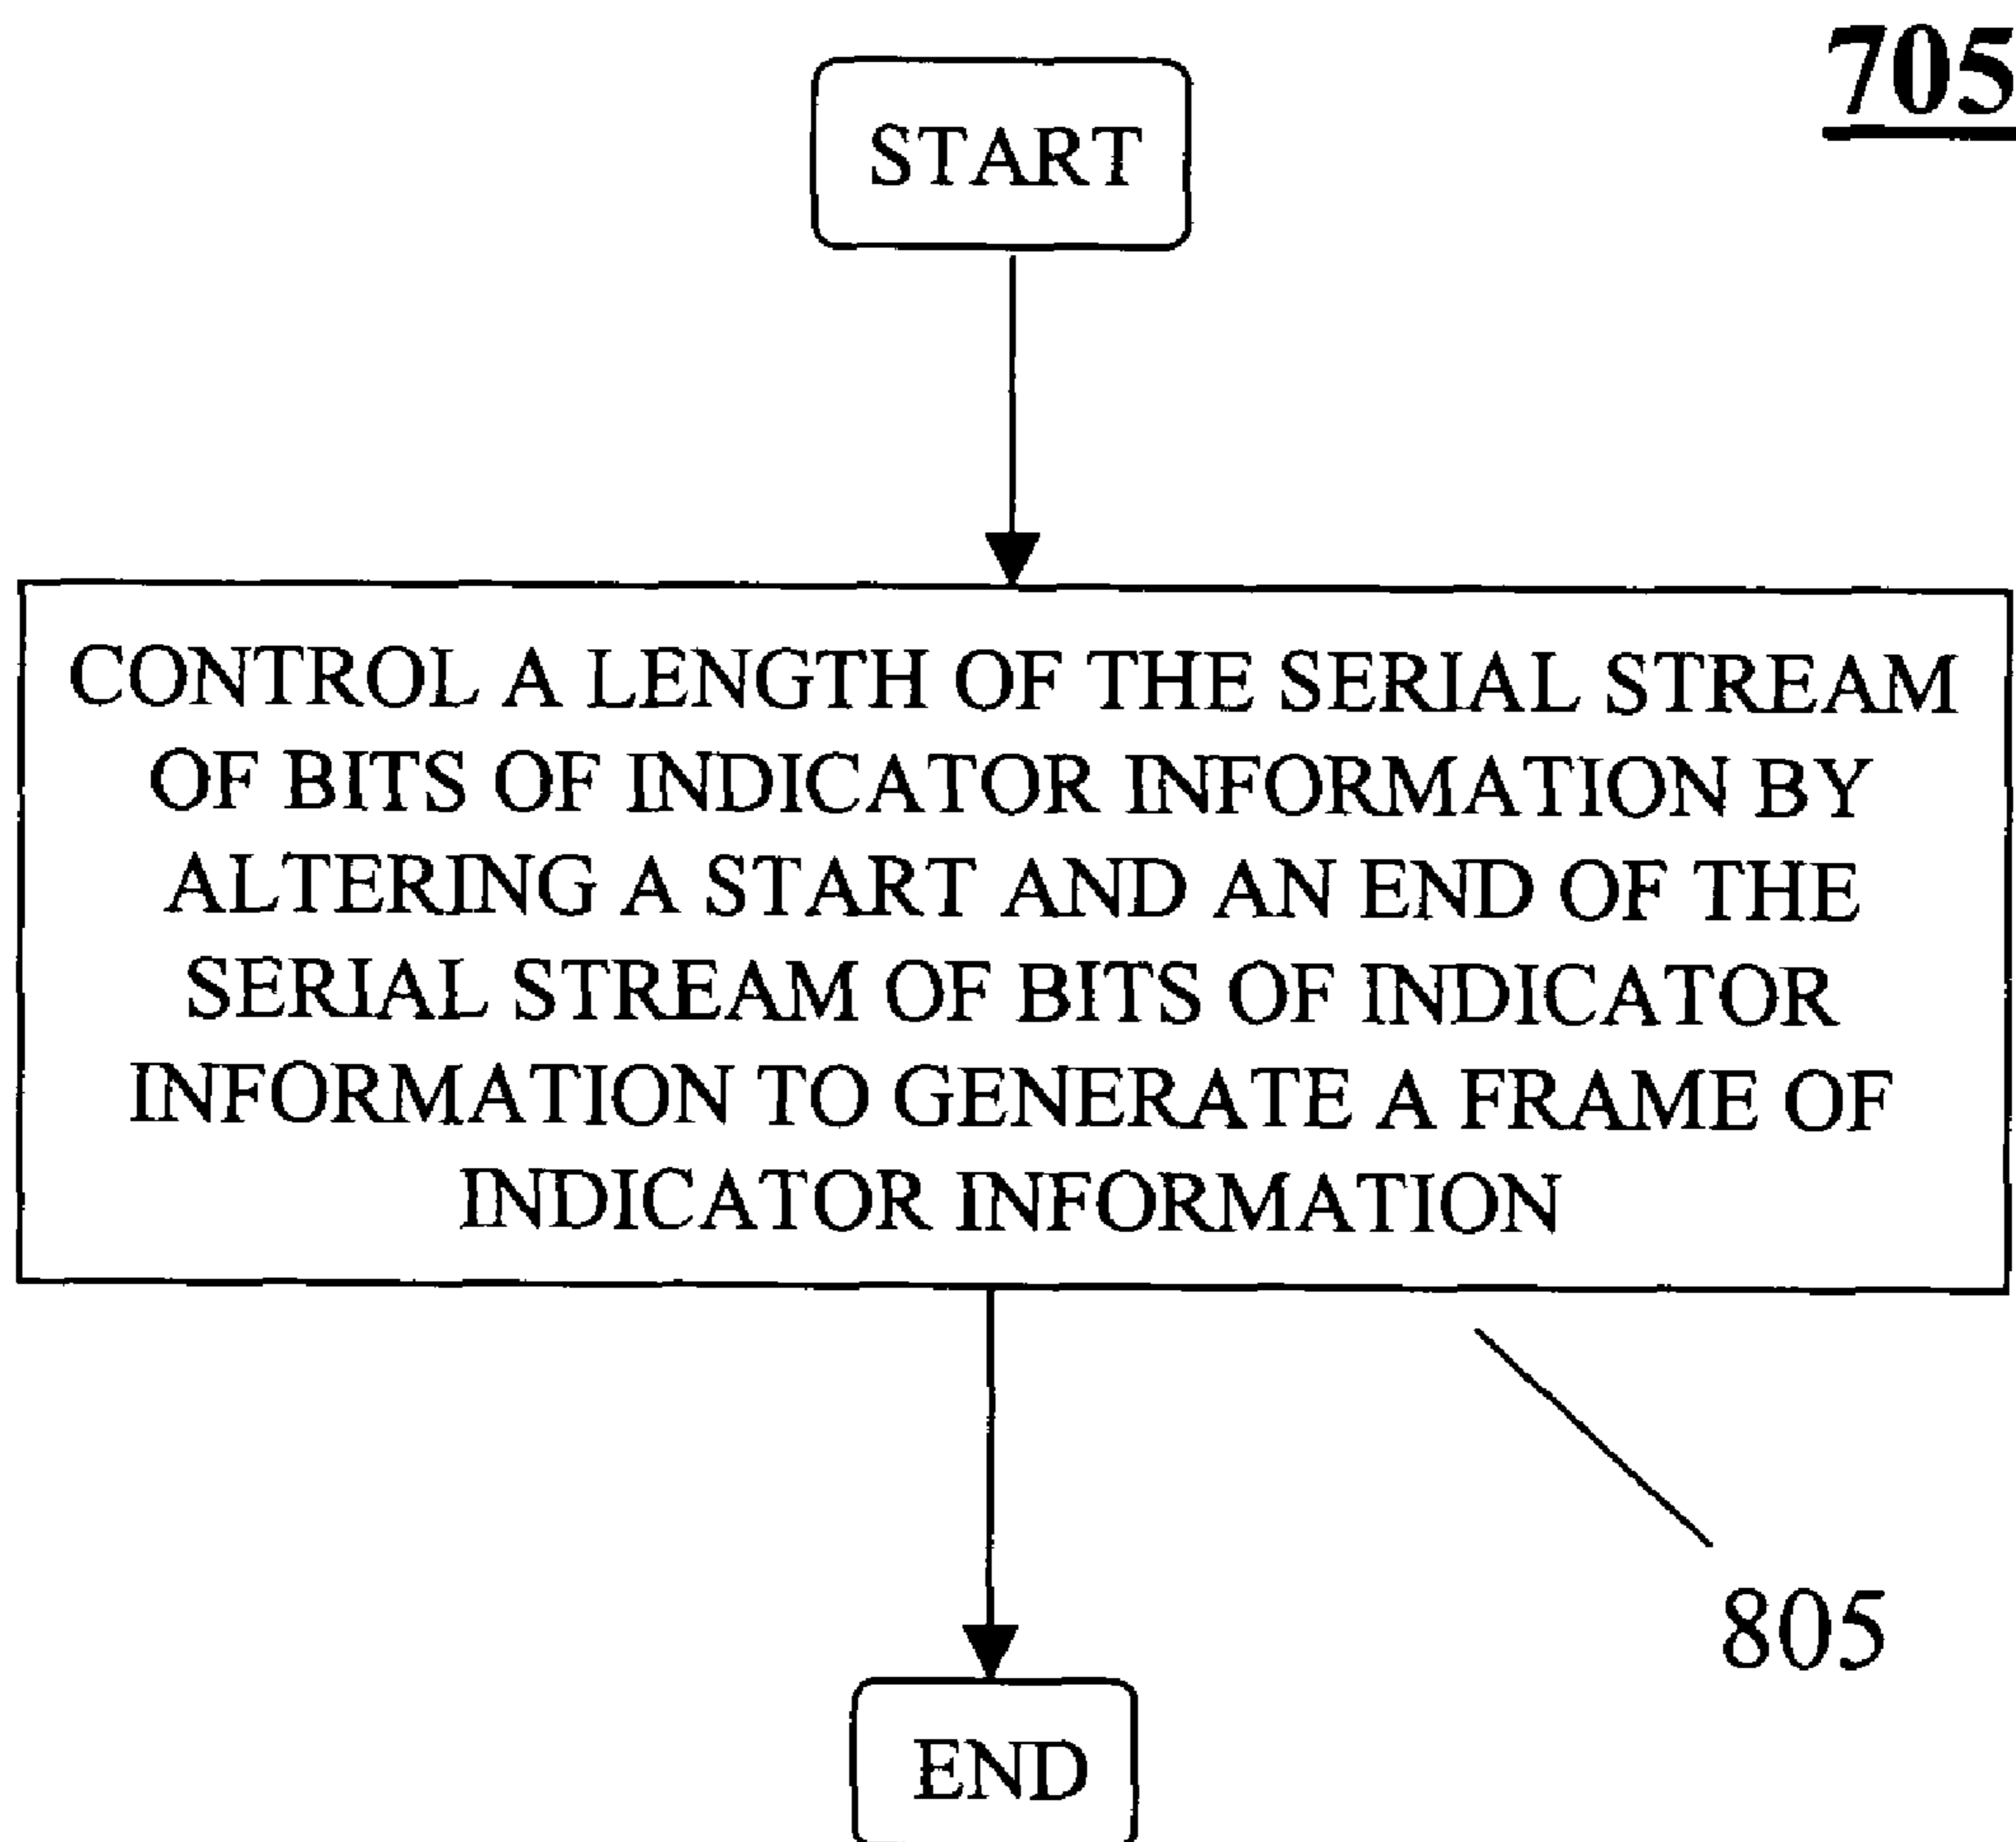 705
START
CONTROL A LENGTH OF THE SERIAL STREAM
OF BITS OF INDICATOR INFORMATION BY
ALTERING A START AND AN END OF THE
SERIAL STREAM OF BITS OF INDICATOR
INFORMATION TO GENERATE A FRAME OF
INDICATOR INFORMATION
805
END